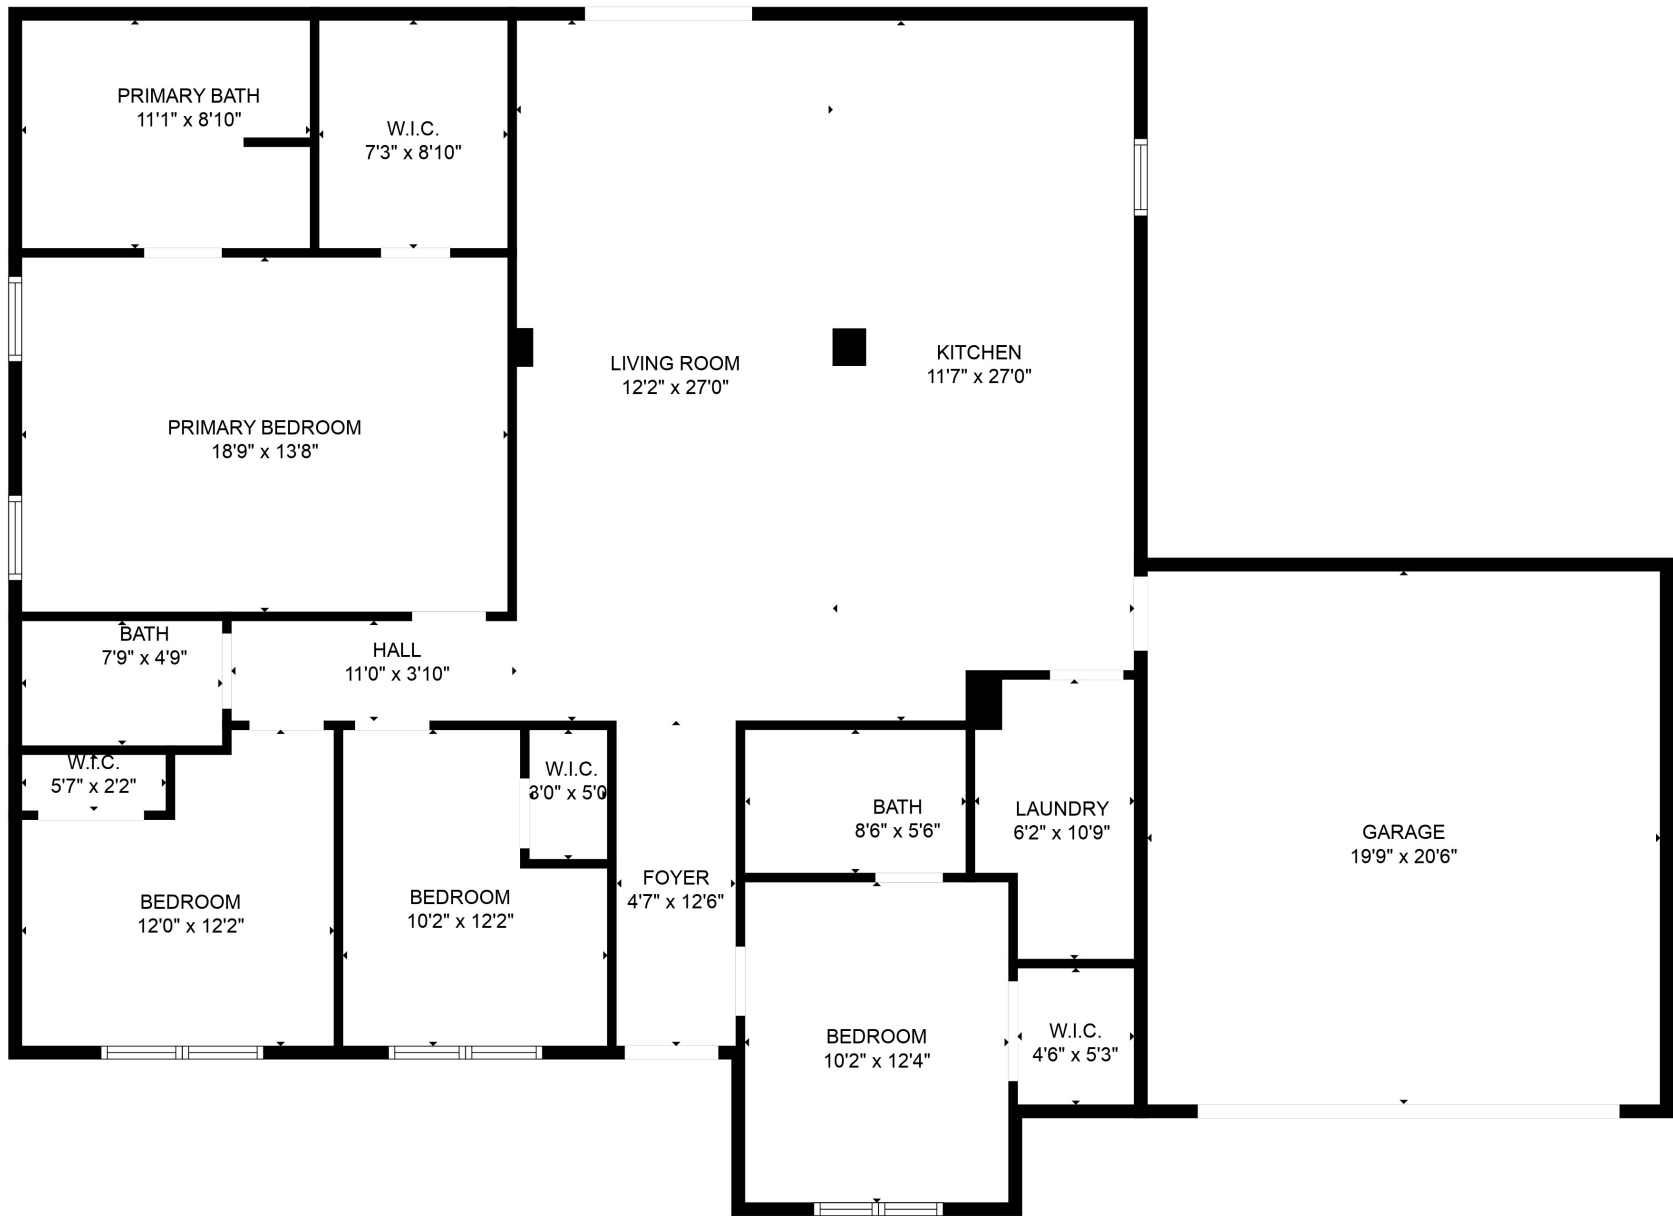 PRIMARY BATH
11'1" x 8'10"
W.I.C.
7'3" x 8'10"
LIVING ROOM
12'2" x 27'0"
KITCHEN
11'7" x 27'0"
PRIMARY BEDROOM
18'9" x 13'8"
BATH
7'9" x 4'9"
HALL
11'0" x 3'10"
W.I.C.
5'7" x 2'2"
W.I.C.
3'0" x 5'0
BATH
8'6" x 5'6"
LAUNDRY
6'2" x 10'9"
GARAGE
19'9" x 20'6"
BEDROOM
12'0" x 12'2"
BEDROOM
10'2" x 12'2"
FOYER
4'7" x 12'6"
BEDROOM
10'2" x 12'4"
W.I.C.
4'6" x 5'3"